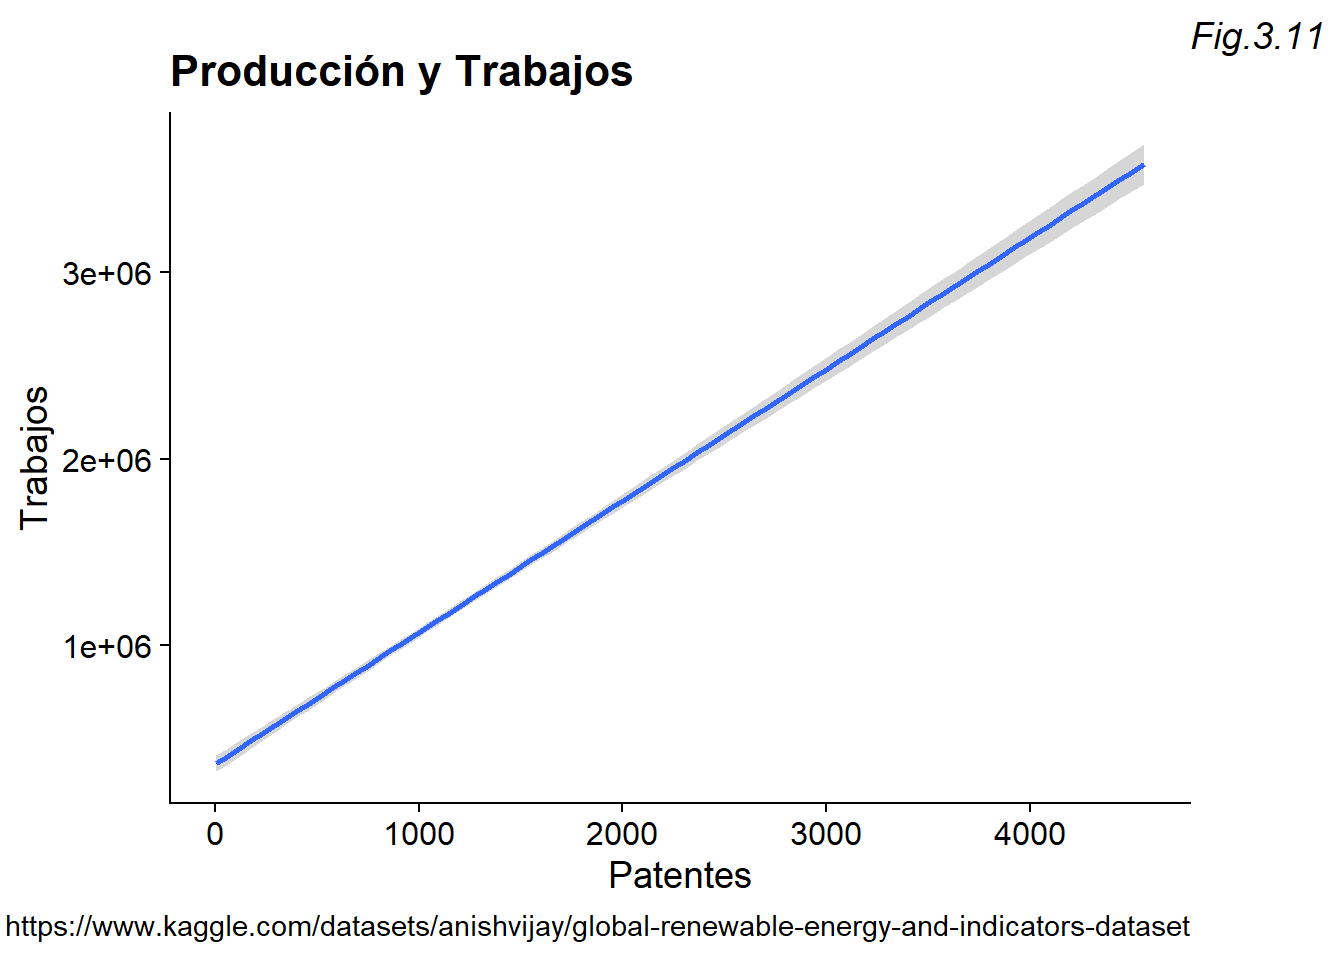 Fig.3.11
Producción y Trabajos
3e+06
2e+06
1e+06
Trabajos
0 1000 2000 3000 4000
Patentes
https://www.kaggle.com/datasets/anishvijay/global-renewable-energy-and-indicators-dataset